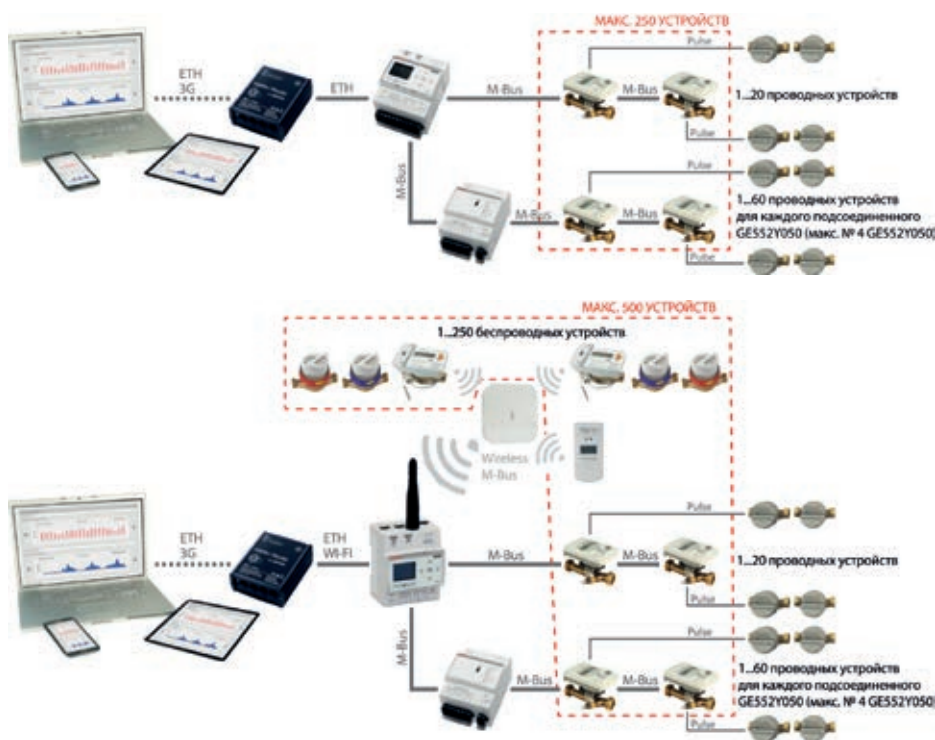 МАКС. 250 УСТРОЙСТВ
Pulse
ETH
3G
ETH
M-Bus
M-Bus
1...20 проводных устройств
Pulse
M-Bus
Pulse
1...60 проводных устройств
для каждого подсоединенного
GE552Y050 (макс. № 4 GE552Y050)
M-Bus
M-Bus
Pulse
МАКС. 500 УСТРОЙСТВ
1...250 беспроводных устройств
Wireless
M-Bus
Pulse
ETH
3G
ETH
WI-FI
M-Bus
M-Bus
1...20 проводных устройств
Pulse
M-Bus
Pulse
1...60 проводных устройств
для каждого подсоединенного
GE552Y050 (макс. № 4 GE552Y050)
M-Bus
M-Bus
Pulse